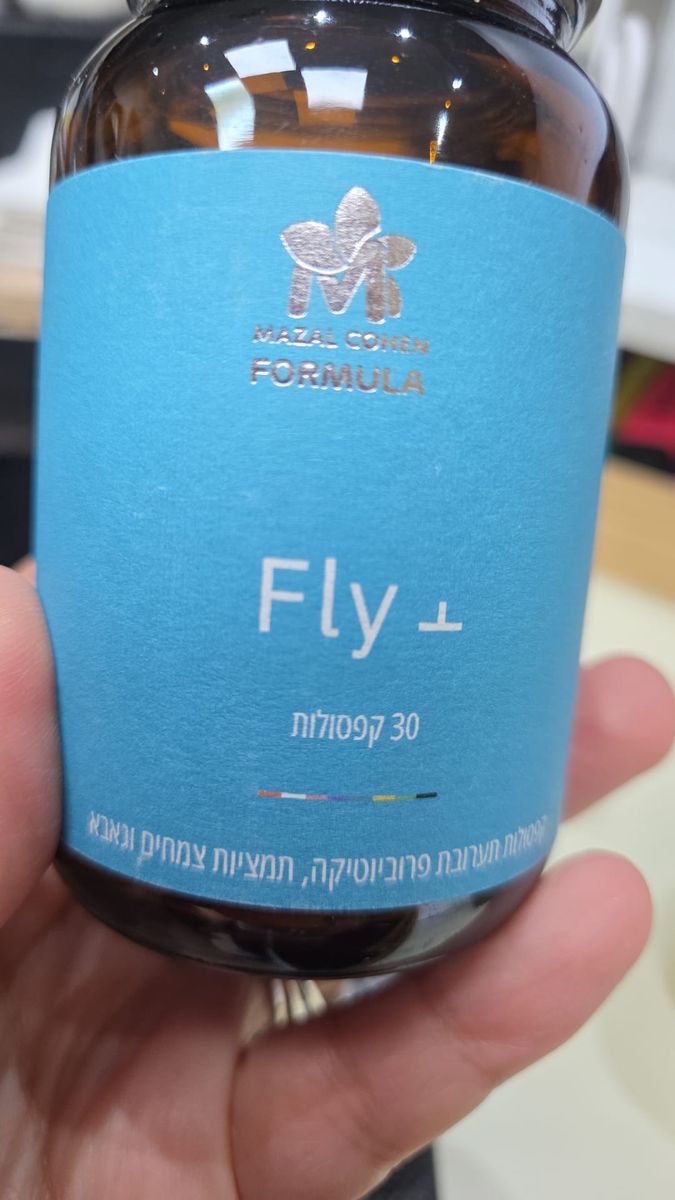 MAZAL COHEN
FORMULA
Fly +
30 קפסולות
קפסולות תערובת פרוביוטיקה, תמציות צמחים וגאבא